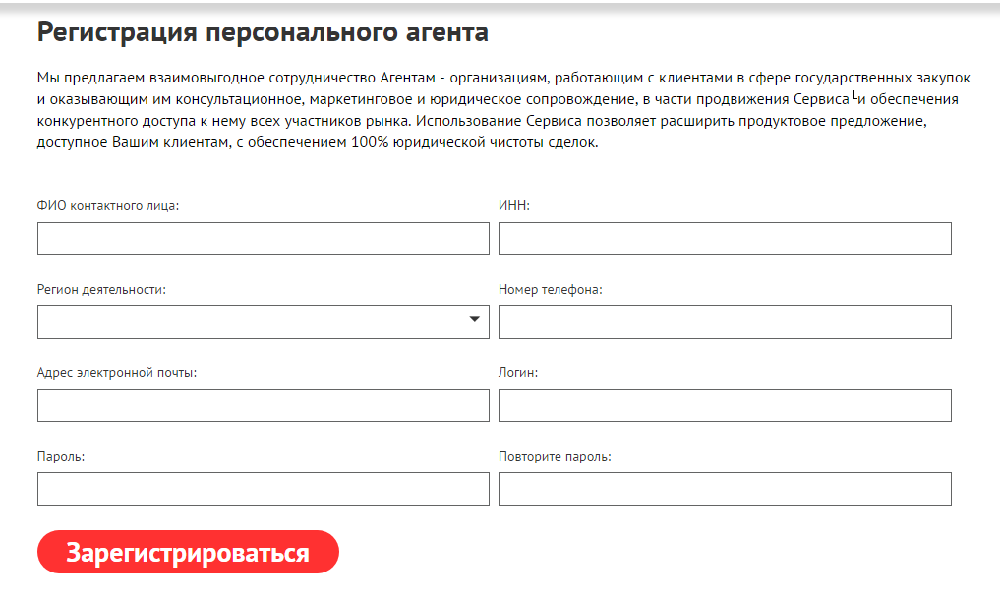 Регистрация персонального агента
Мы предлагаем взаимовыгодное сотрудничество Агентам - организациям, работающим с клиентами в сфере государственных закупок
и оказывающим им консультационное, маркетинговое и юридическое сопровождение, в части продвижения Сервиса и обеспечения
конкурентного доступа к нему всех участников рынка. Использование Сервиса позволяет расширить продуктовое предложение,
доступное Вашим клиентам, с обеспечением 100% юридической чистоты сделок.
ФИО контактного лица:
ИНН:
Регион деятельности:
Номер телефона:
Адрес электронной почты:
Логин:
Пароль:
Повторите пароль:
Зарегистрироваться